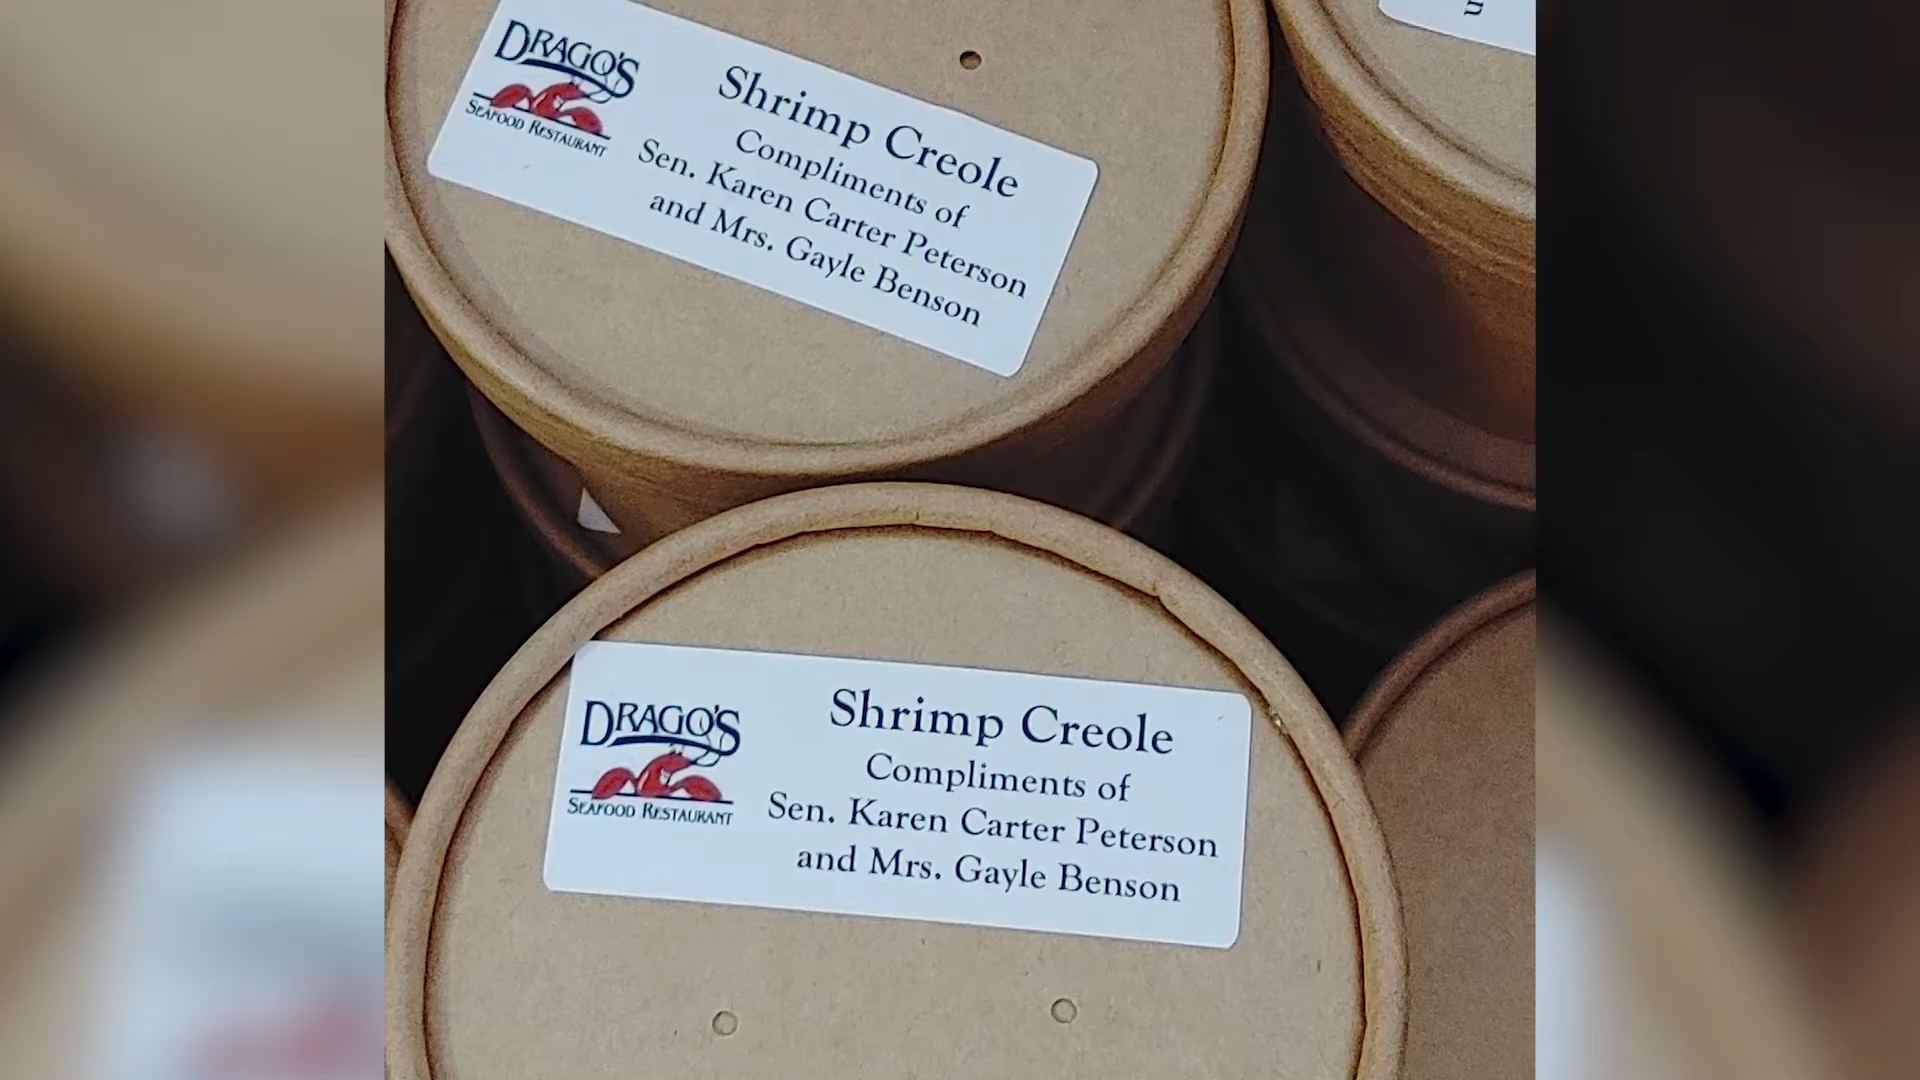 DRAGO'S
SEAFOOD RESTAURANT
Shrimp Creole
Compliments of
Sen. Karen Carter Peterson
and Mrs. Gayle Benson
DRAGO'S
SEAFOOD RESTAURANT
Shrimp Creole
Compliments of
Sen. Karen Carter Peterson
and Mrs. Gayle Benson